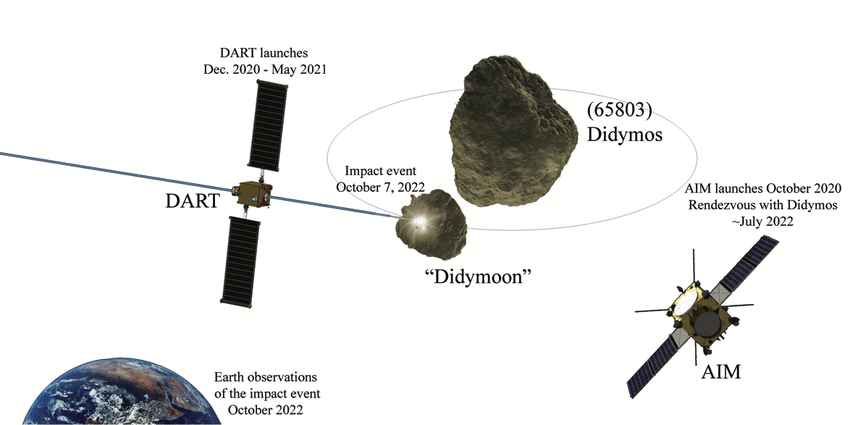 DART launches
Dec. 2020 - May 2021
(65803)
Didymos
Impact event
October 7, 2022
DART
AIM launches October 2020
Rendezvous with Didymos
~July 2022
“Didymoon”
AIM
Earth observations
of the impact event
October 2022